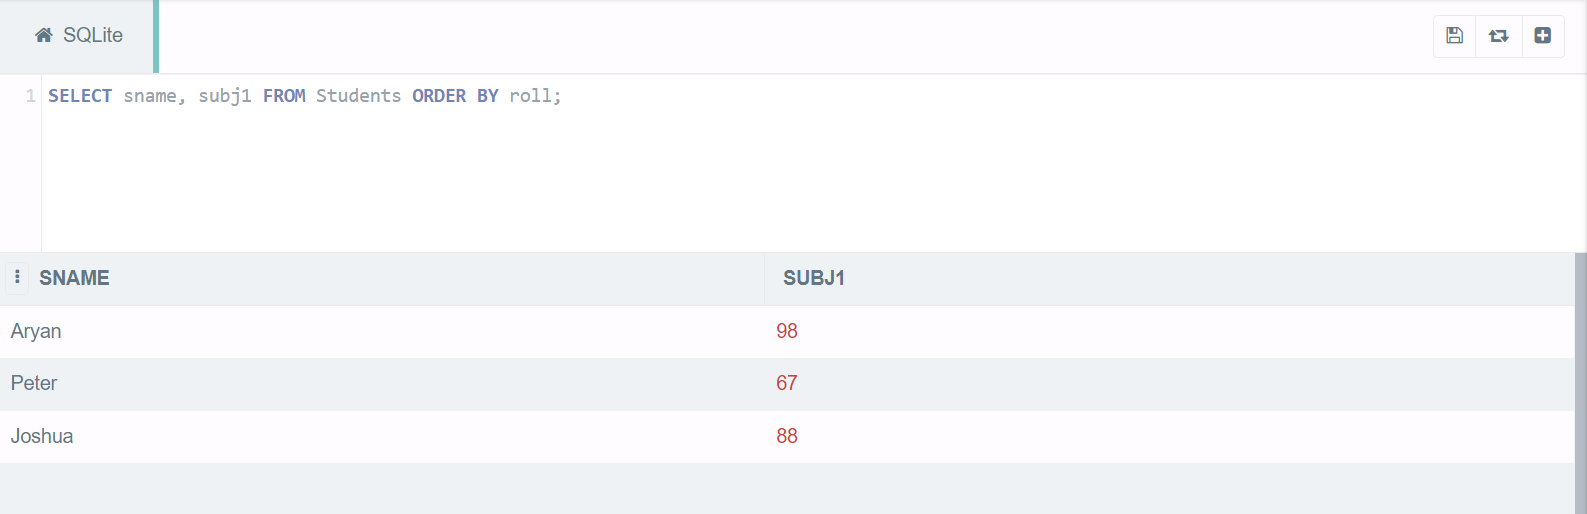 SQLite
1 SELECT sname, subj1 FROM Students ORDER BY roll;
SNAME SUBJ1
Aryan 98
Peter 67
Joshua 88